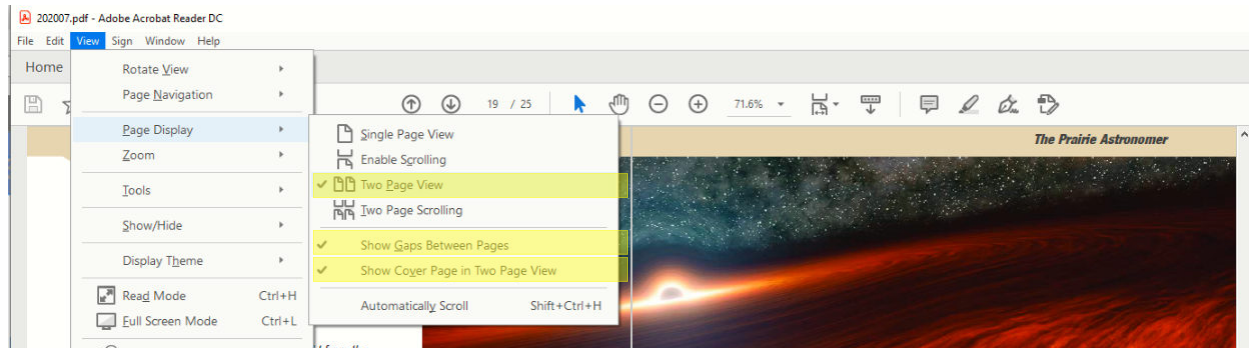 202007.pdf - Adobe Acrobat Reader DC
File Edit View Sign Window Help
Home
19 / 25 71.6%
Rotate View
Page Navigation
Page Display
Zoom
Tools
Show/Hide
Display Theme
Read Mode Ctrl+H
Full Screen Mode Ctrl+L
Single Page View
Enable Scrolling
Two Page View
Two Page Scrolling
Show Gaps Between Pages
Show Cover Page in Two Page View
Automatically Scroll Shift+Ctrl+H
The Prairie Astronomer